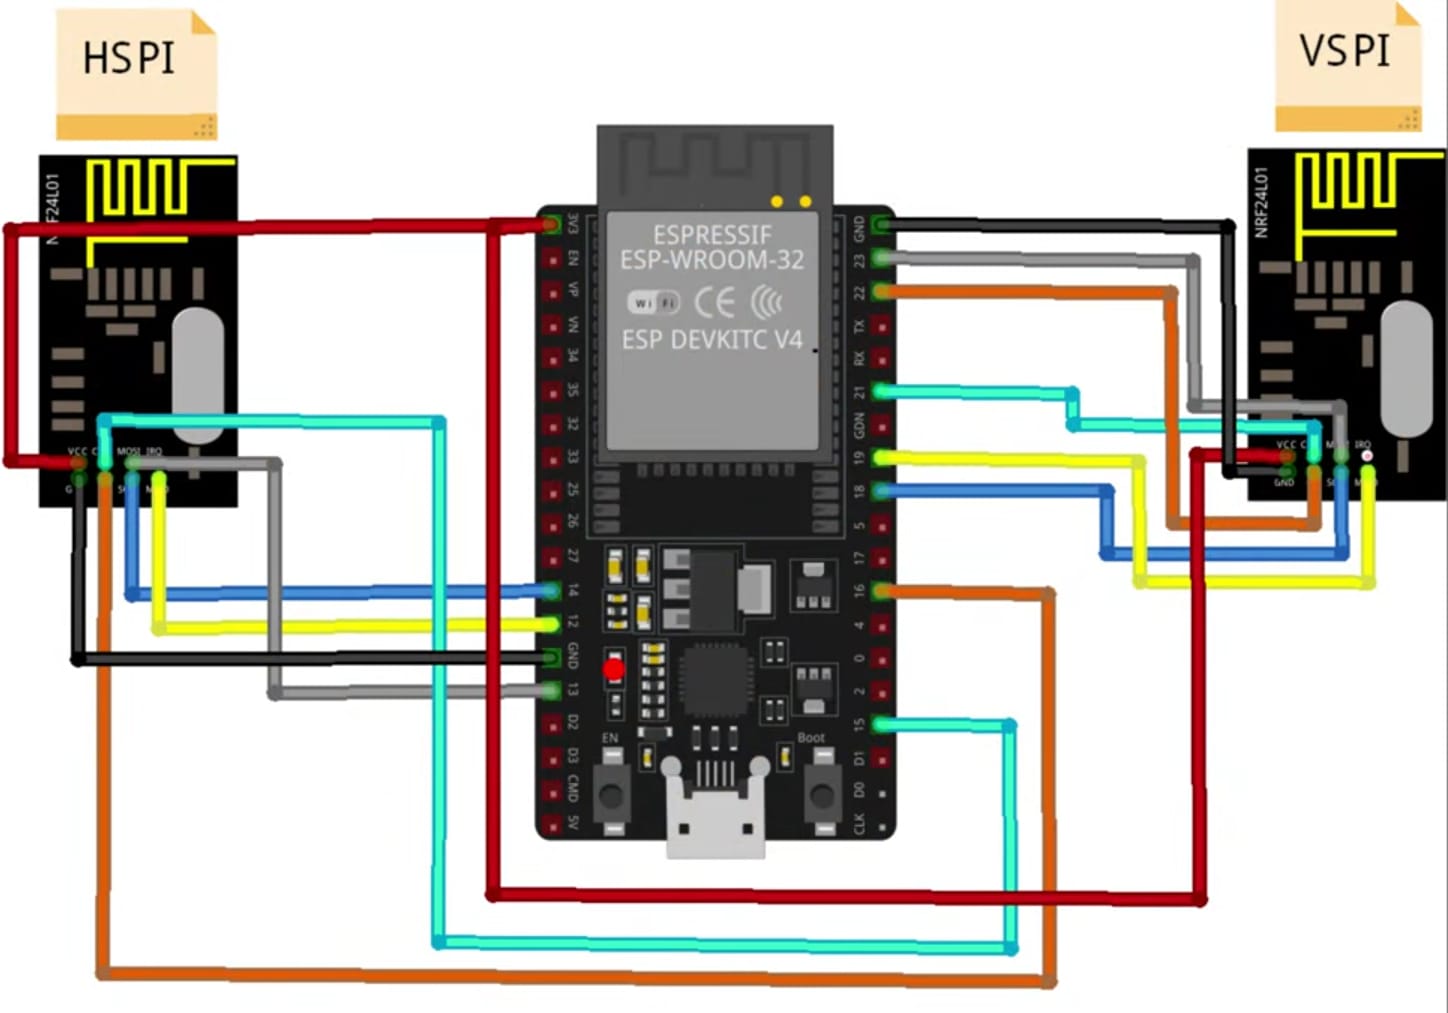 HSPI
VSPI
NRF24L01
VCC
MOSI IRQ
3V3
EN
VP
VN
34
35
32
33
25
26
27
14
12
GND
13
D2
D3
CMD
5V
ESPRESSIF
ESP-WROOM-32
Wi Fi
CE
ESP DEVKITC V4
EN
Boot
GND
23
22
TX
RX
21
GDN
19
18
5
17
16
4
0
2
15
D1
D0
CLK
NRF24L01
VCC
IRQ
GND